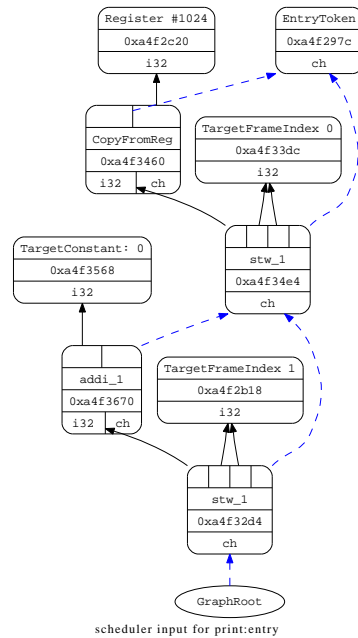 Register #1024
0xa4f2c20
i32
EntryToken
0xa4f297c
ch
CopyFromReg
0xa4f3460
i32 ch
TargetFrameIndex 0
0xa4f33dc
i32
TargetConstant: 0
0xa4f3568
i32
stw_1
0xa4f34e4
ch
addi_1
0xa4f3670
i32 ch
TargetFrameIndex 1
0xa4f2b18
i32
stw_1
0xa4f32d4
ch
GraphRoot
scheduler input for print:entry